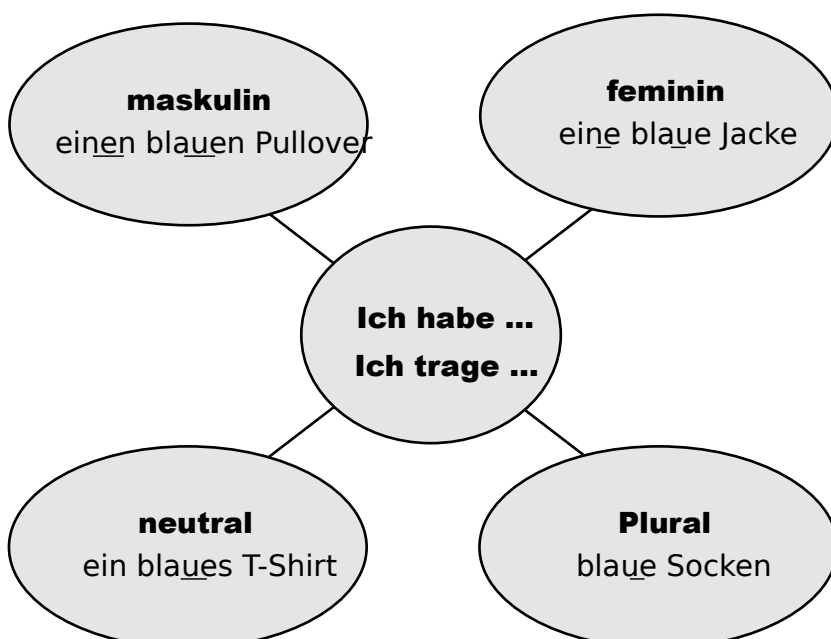 maskulin
einen blauen Pullover
feminin
eine blaue Jacke
Ich habe ...
Ich trage ...
neutral
ein blaues T-Shirt
Plural
blaue Socken